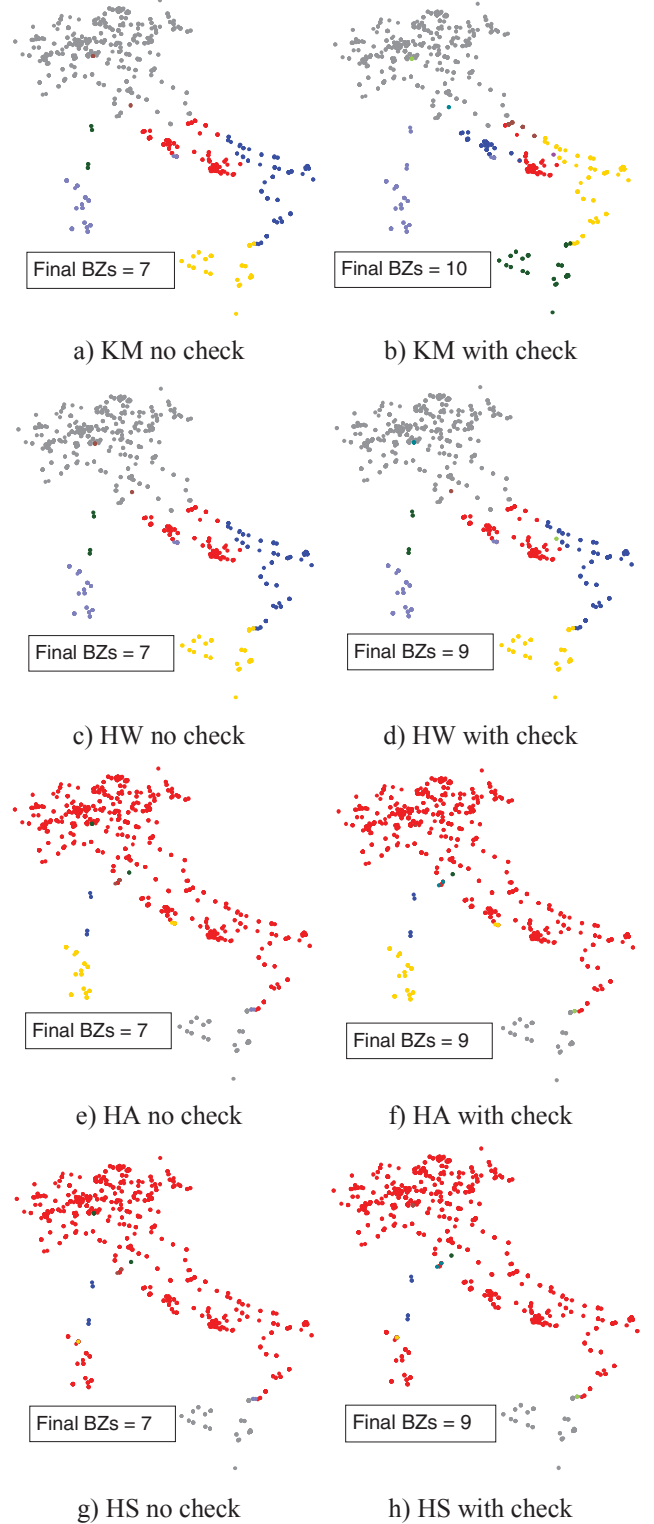 Final BZs = 7
Final BZs = 10
a) KM no check
b) KM with check
Final BZs = 7
Final BZs = 9
c) HW no check
d) HW with check
Final BZs = 7
Final BZs = 9
e) HA no check
f) HA with check
Final BZs = 7
Final BZs = 9
g) HS no check
h) HS with check